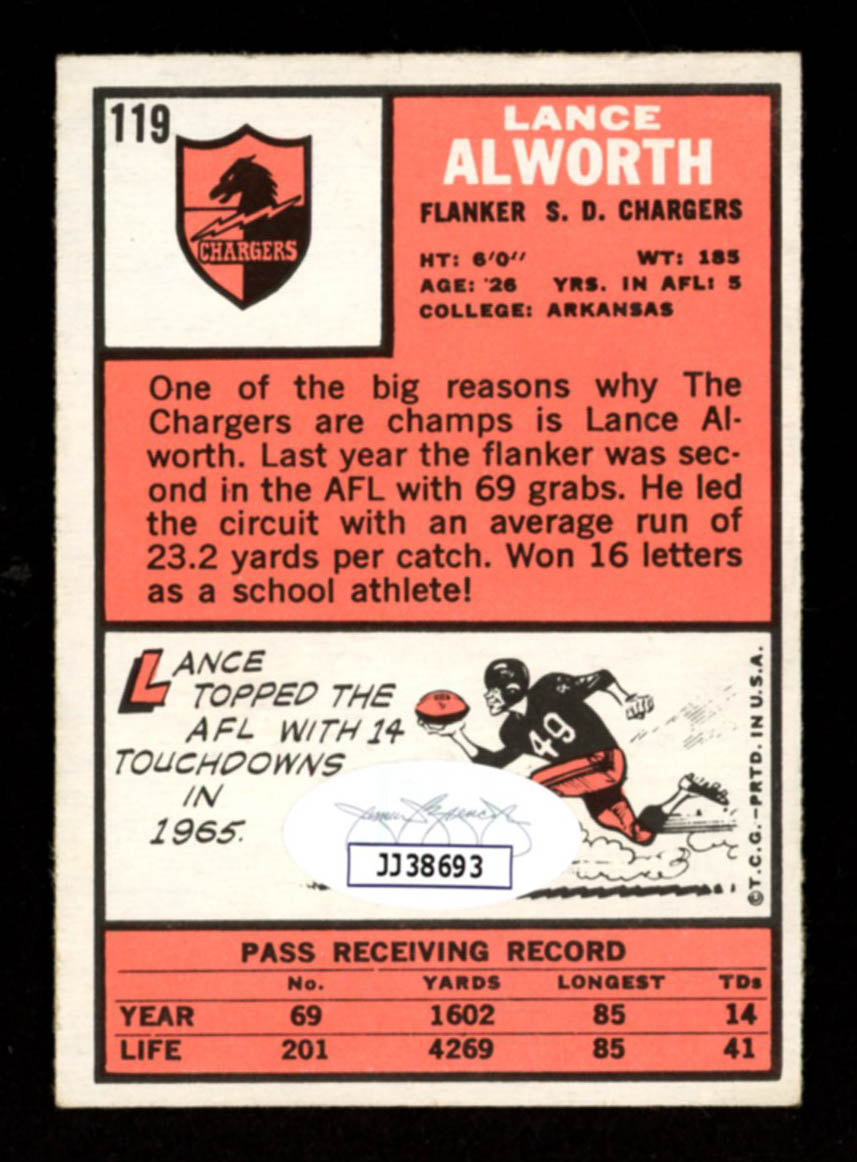 119
CHARGERS
LANCE
ALWORTH
FLANKER S. D. CHARGERS
HT: 6'0" WT: 185
AGE: '26 YRS. IN AFL: 5
COLLEGE: ARKANSAS
One of the big reasons why The
Chargers are champs is Lance Al-
worth. Last year the flanker was sec-
ond in the AFL with 69 grabs. He led
the circuit with an average run of
23.2 yards per catch. Won 16 letters
as a school athlete!
LANCE
TOPPED THE
AFL WITH 14
TOUCHDOWNS
IN
1965.
49
JJ38693
©T.C.G.—PRTD. IN U.S.A.
PASS RECEIVING RECORD
No. YARDS LONGEST TDs
YEAR 69 1602 85 14
LIFE 201 4269 85 41